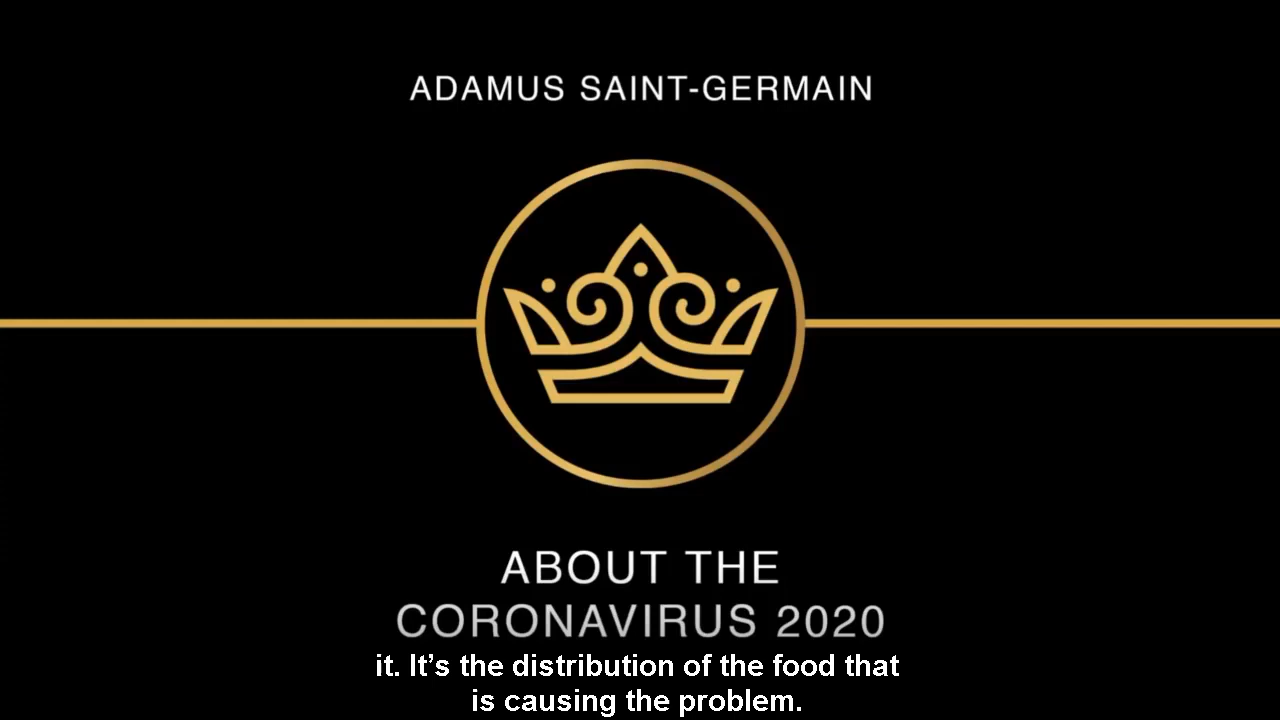 ADAMUS SAINT-GERMAIN
ABOUT THE
CORONAVIRUS 2020
it. It’s the distribution of the food that
is causing the problem.